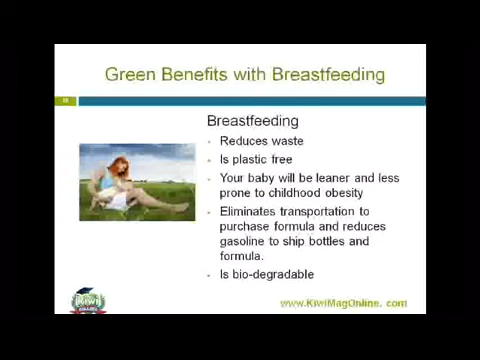 Green Benefits with Breastfeeding
Breastfeeding
Reduces waste
Is plastic free
Your baby will be leaner and less
prone to childhood obesity
Eliminates transportation to
purchase formula and reduces
gasoline to ship bottles and
formula.
Is bio-degradable
Kiwi
www.KiwiMagOnline. com